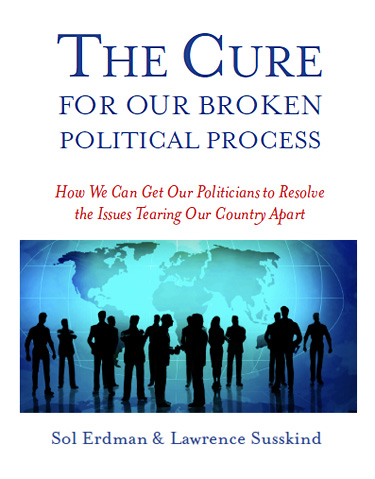 THE CURE
FOR OUR BROKEN
POLITICAL PROCESS
How We Can Get Our Politicians to Resolve
the Issues Tearing Our Country Apart
Sol Erdman & Lawrence Susskind